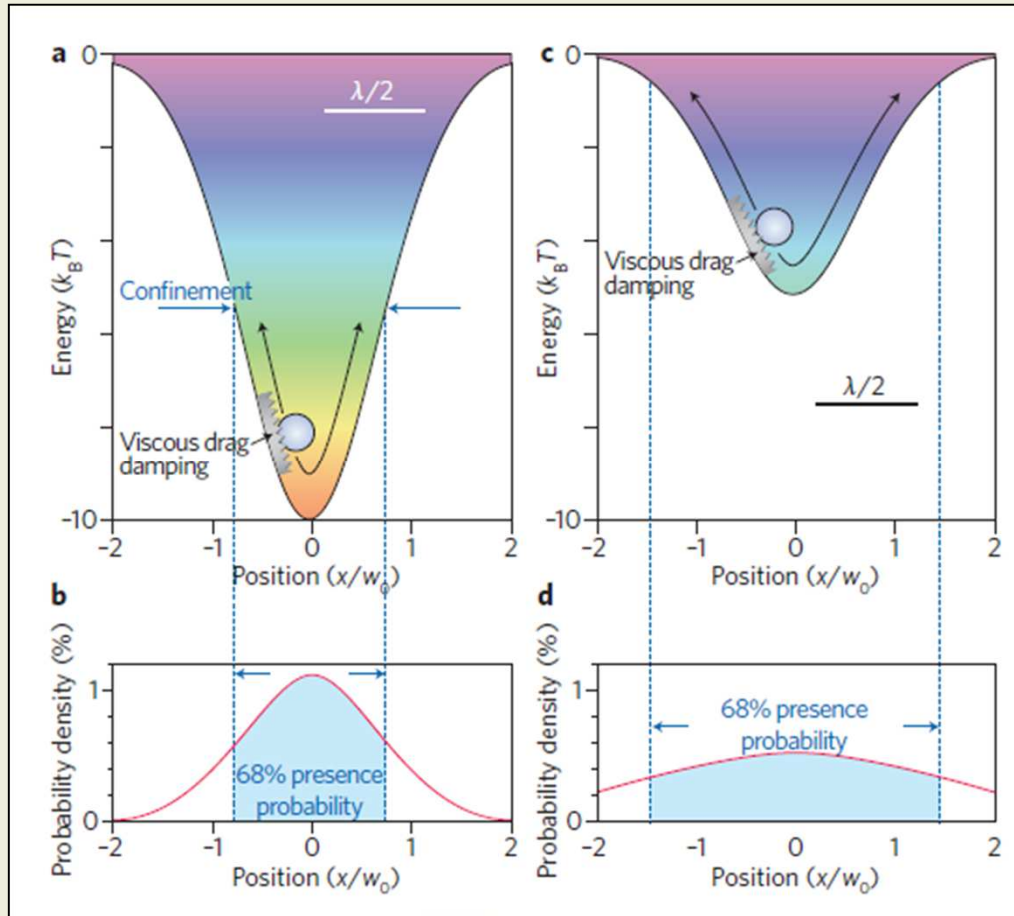 a
0
λ/2
Confinement
Viscous drag
damping
Energy (k_BT)
-10
-2
-1
0
1
2
Position (x/w₀)
b
Probability density (%)
1
0
68% presence
probability
-2
-1
0
1
2
Position (x/w₀)
c
0
Viscous drag
damping
λ/2
Energy (k_BT)
-10
-2
-1
0
1
2
Position (x/w₀)
d
Probability density (%)
1
0
68% presence
probability
-2
-1
0
1
2
Position (x/w₀)